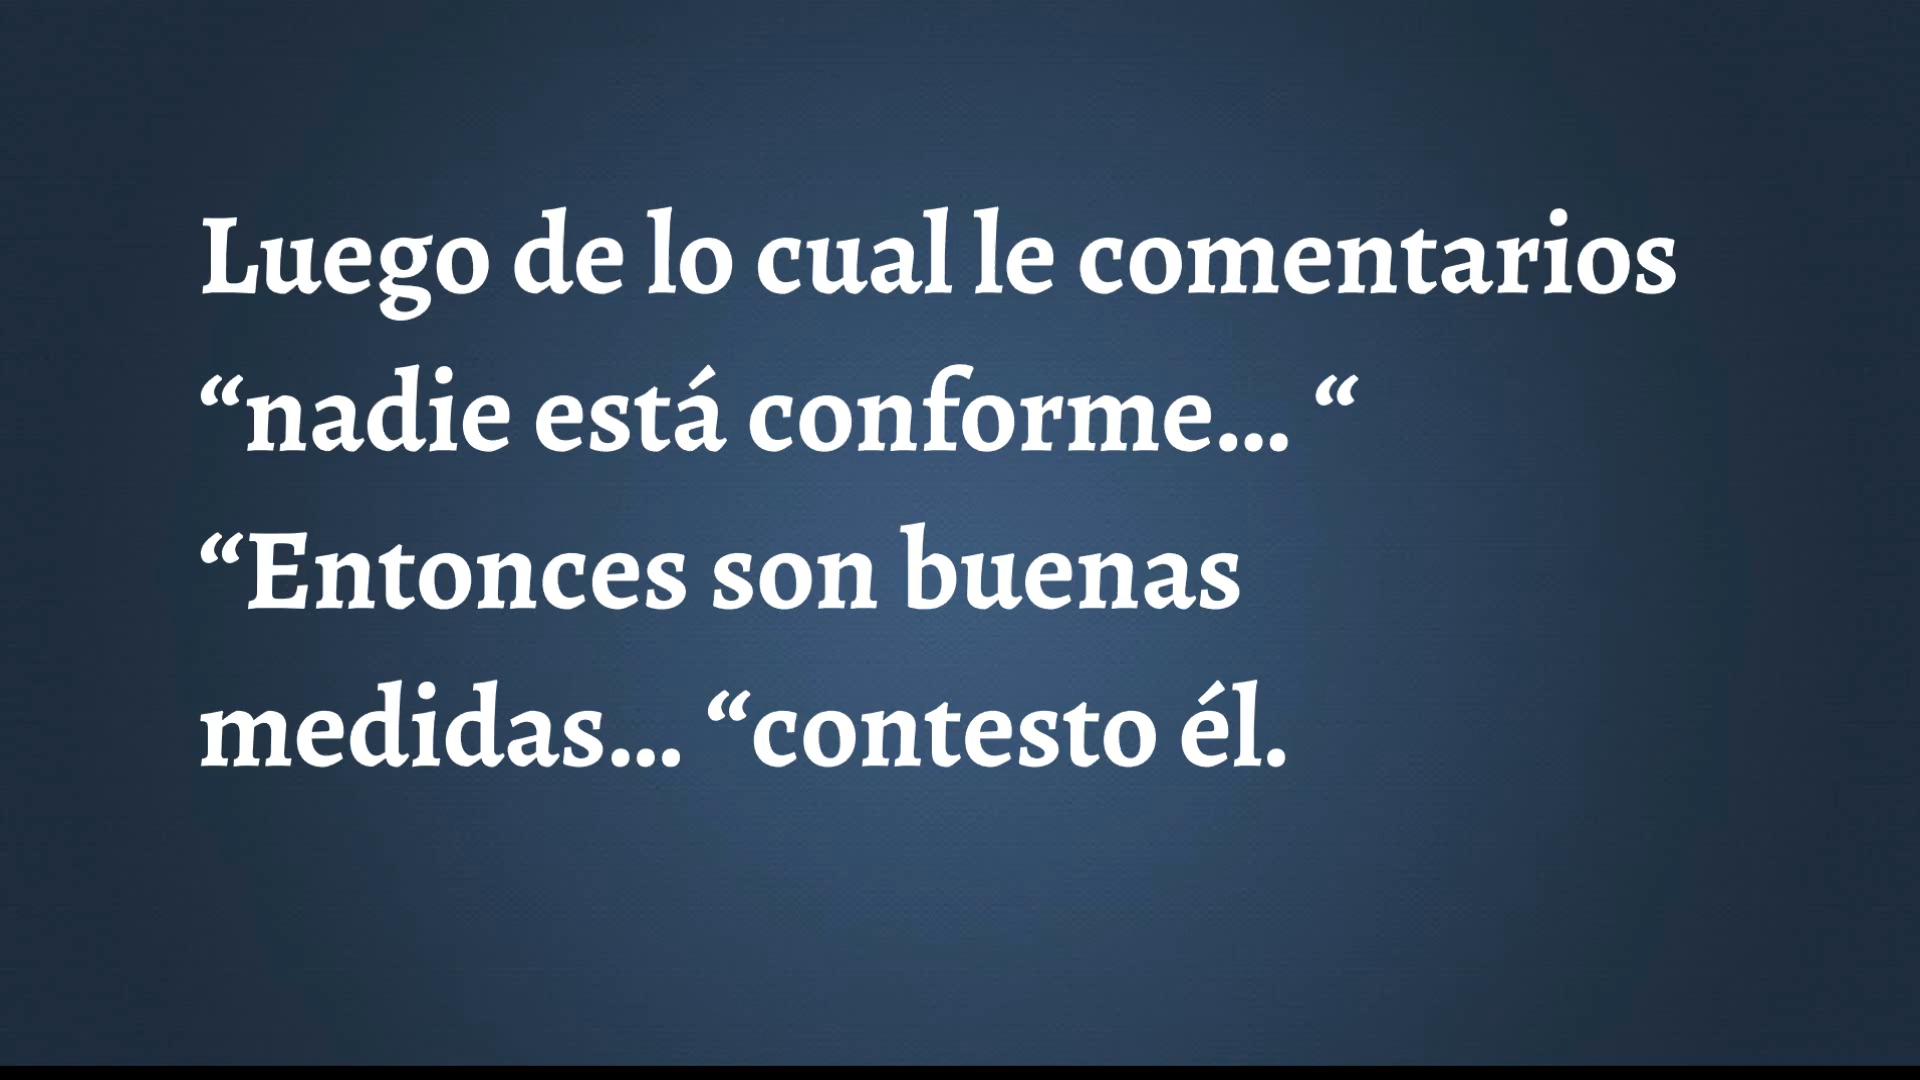 Luego de lo cual le comentarios
“nadie está conforme... “
“Entonces son buenas
medidas... “contesto él.